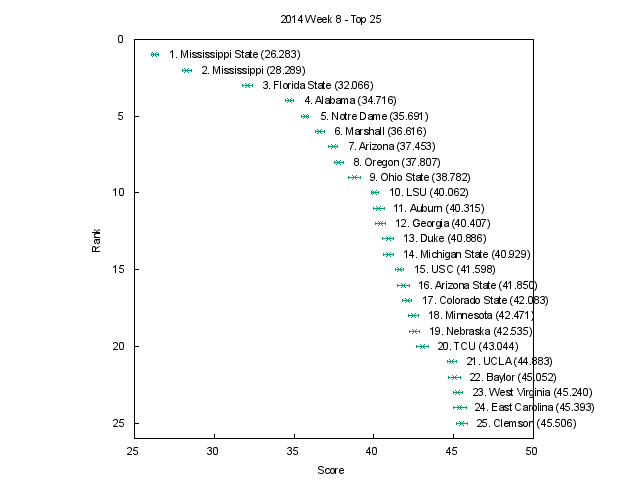 2014 Week 8 - Top 25
0
1. Mississippi State (26.283)
2. Mississippi (28.289)
3. Florida State (32.066)
4. Alabama (34.716)
5
5. Notre Dame (35.691)
6. Marshall (36.616)
7. Arizona (37.453)
8. Oregon (37.807)
9. Ohio State (38.782)
10
10. LSU (40.062)
11. Auburn (40.315)
12. Georgia (40.407)
Rank
13. Duke (40.886)
14. Michigan State (40.929)
15
15. USC (41.598)
16. Arizona State (41.850)
17. Colorado State (42.083)
18. Minnesota (42.471)
19. Nebraska (42.535)
20
20. TCU (43.044)
21. UCLA (44.883)
22. Baylor (45.052)
23. West Virginia (45.240)
24. East Carolina (45.393)
25
25. Clemson (45.506)
25 30 35 40 45 50
Score